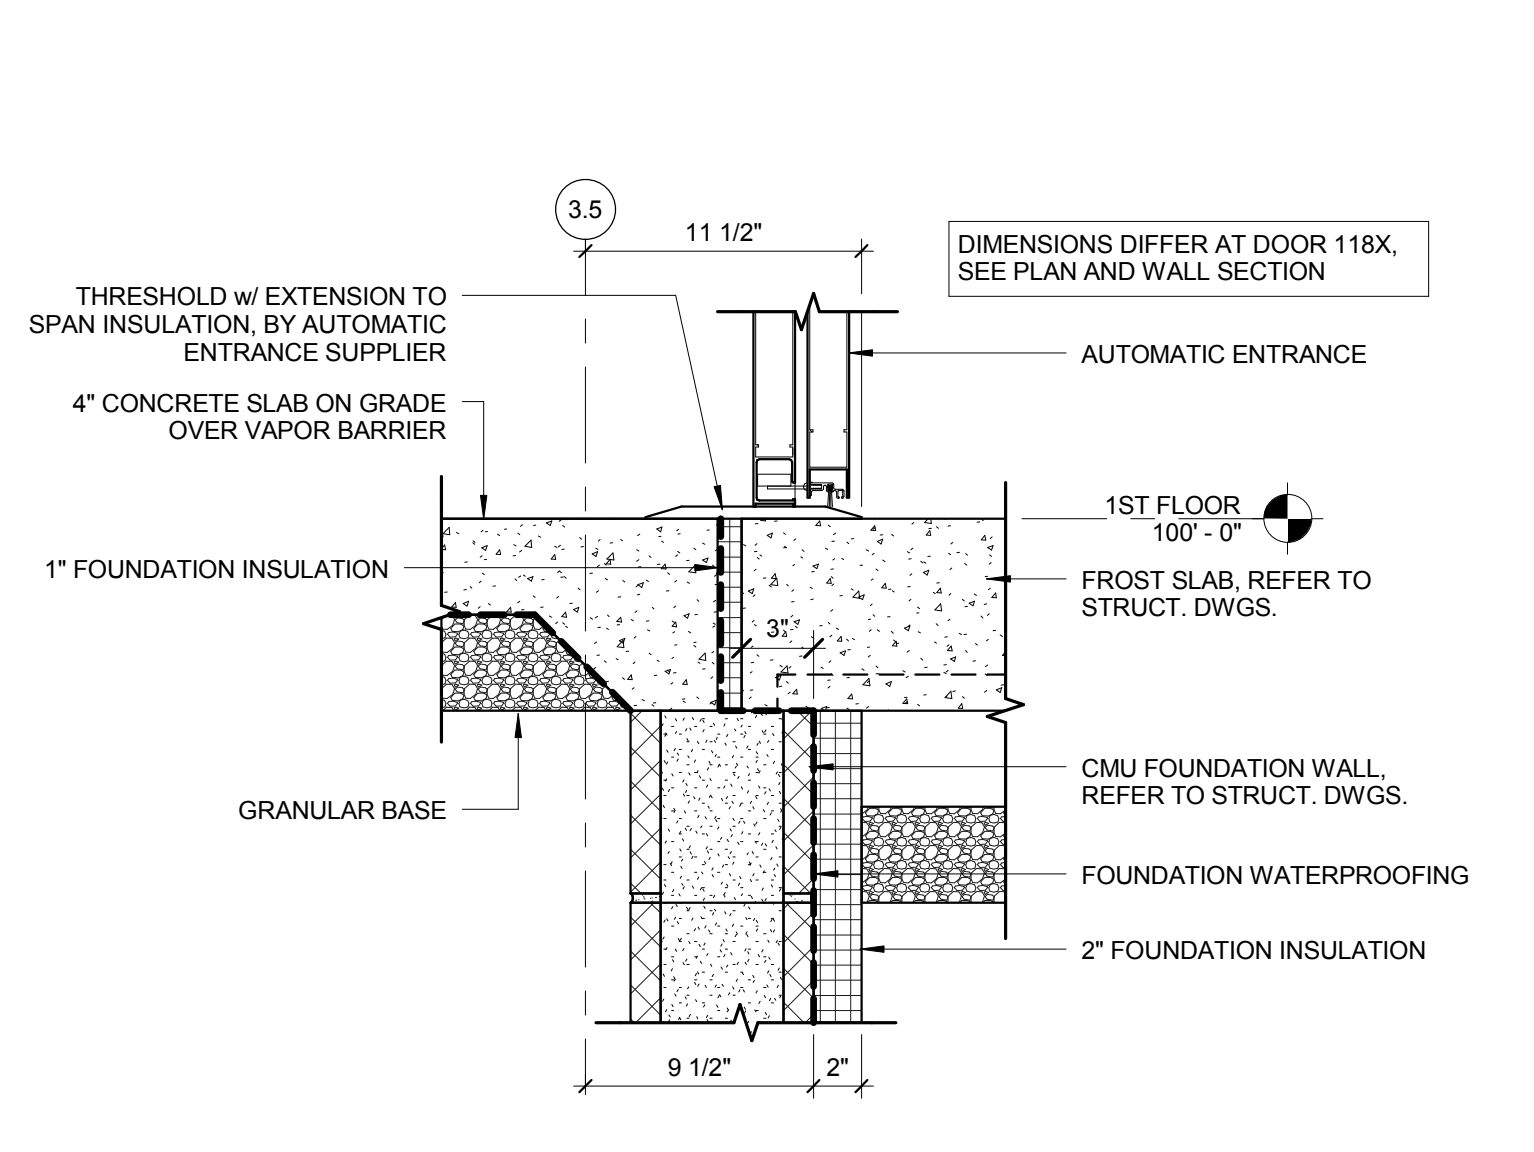 3.5
11 1/2"
DIMENSIONS DIFFER AT DOOR 118X,
SEE PLAN AND WALL SECTION
THRESHOLD w/ EXTENSION TO
SPAN INSULATION, BY AUTOMATIC
ENTRANCE SUPPLIER
AUTOMATIC ENTRANCE
4" CONCRETE SLAB ON GRADE
OVER VAPOR BARRIER
1ST FLOOR
100' - 0"
1" FOUNDATION INSULATION
FROST SLAB, REFER TO
STRUCT. DWGS.
3"
CMU FOUNDATION WALL,
REFER TO STRUCT. DWGS.
GRANULAR BASE
FOUNDATION WATERPROOFING
2" FOUNDATION INSULATION
9 1/2"
2"